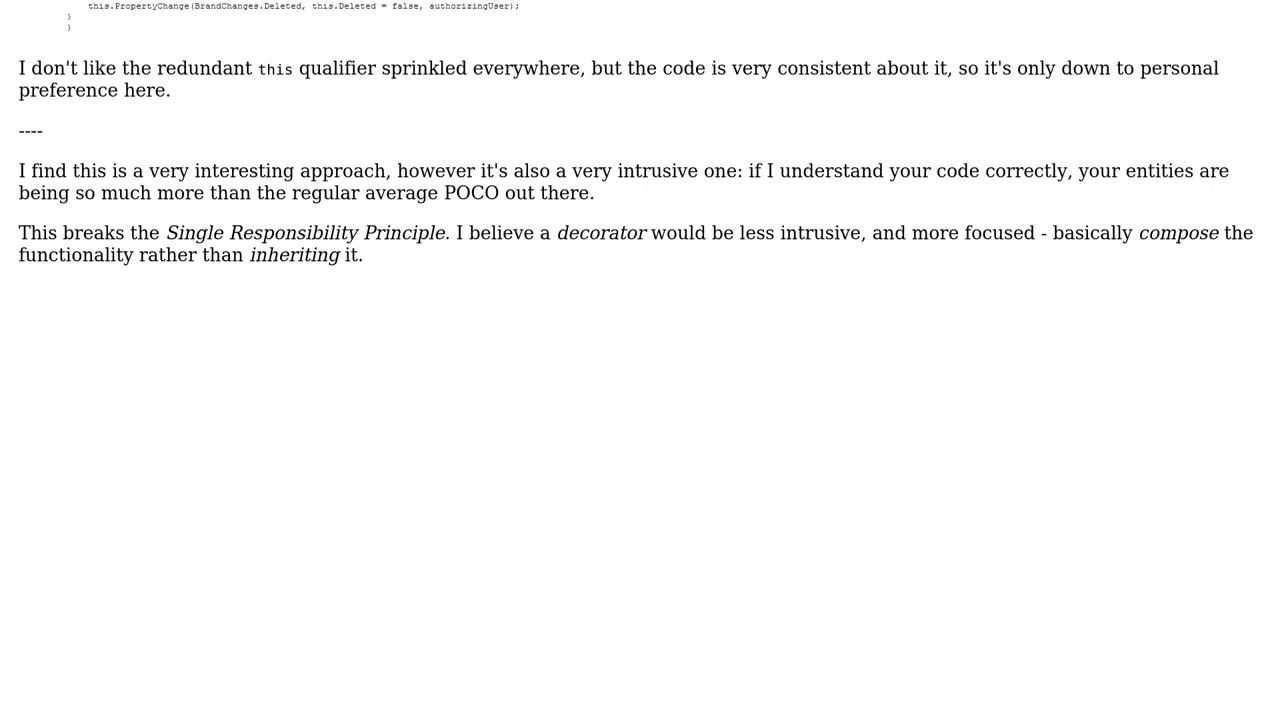 this.PropertyChange(BrandChanges.Deleted, this.Deleted = false, authorizingUser);
}
}
I don't like the redundant this qualifier sprinkled everywhere, but the code is very consistent about it, so it's only down to personal
preference here.
----
I find this is a very interesting approach, however it's also a very intrusive one: if I understand your code correctly, your entities are
being so much more than the regular average POCO out there.
This breaks the Single Responsibility Principle. I believe a decorator would be less intrusive, and more focused - basically compose the
functionality rather than inheriting it.